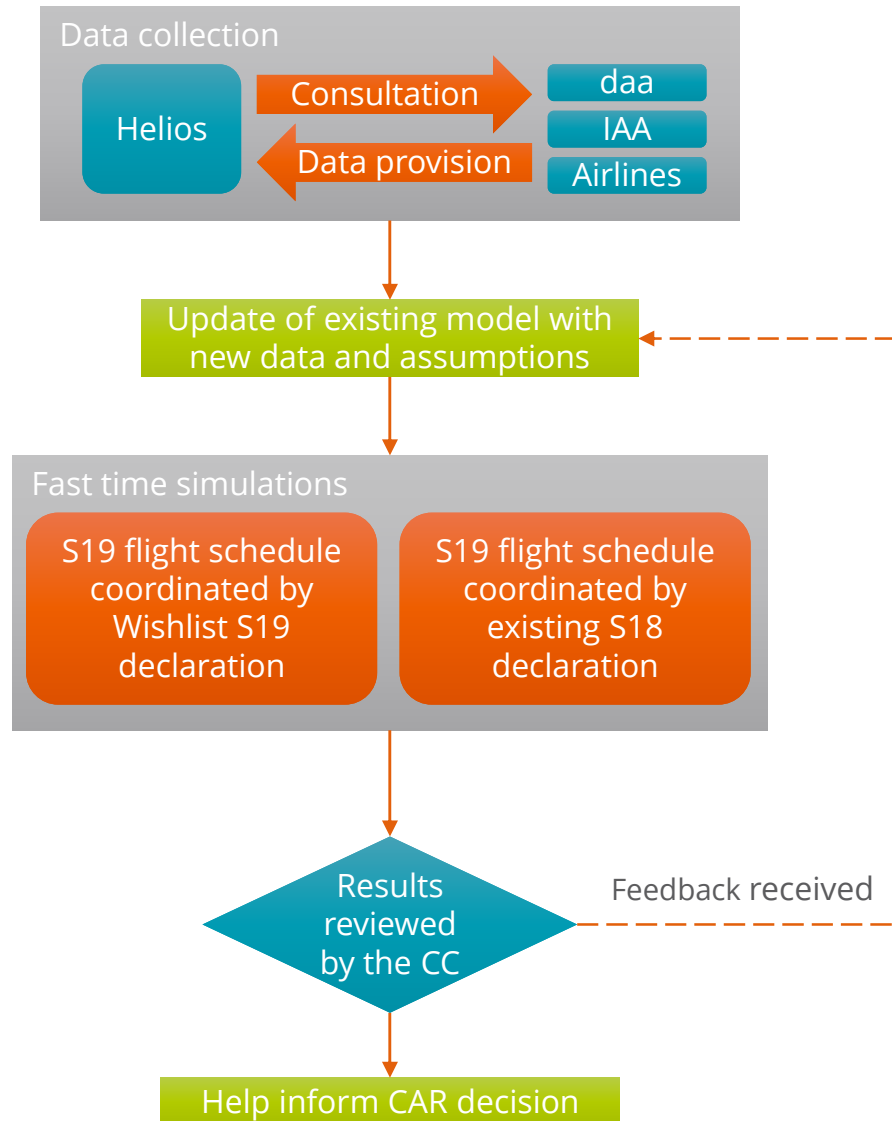 Data collection
Helios
Consultation
Data provision
daa
IAA
Airlines
Update of existing model with
new data and assumptions
Fast time simulations
S19 flight schedule
coordinated by
Wishlist S19
declaration
S19 flight schedule
coordinated by
existing S18
declaration
Results
reviewed
by the CC
Feedback received
Help inform CAR decision